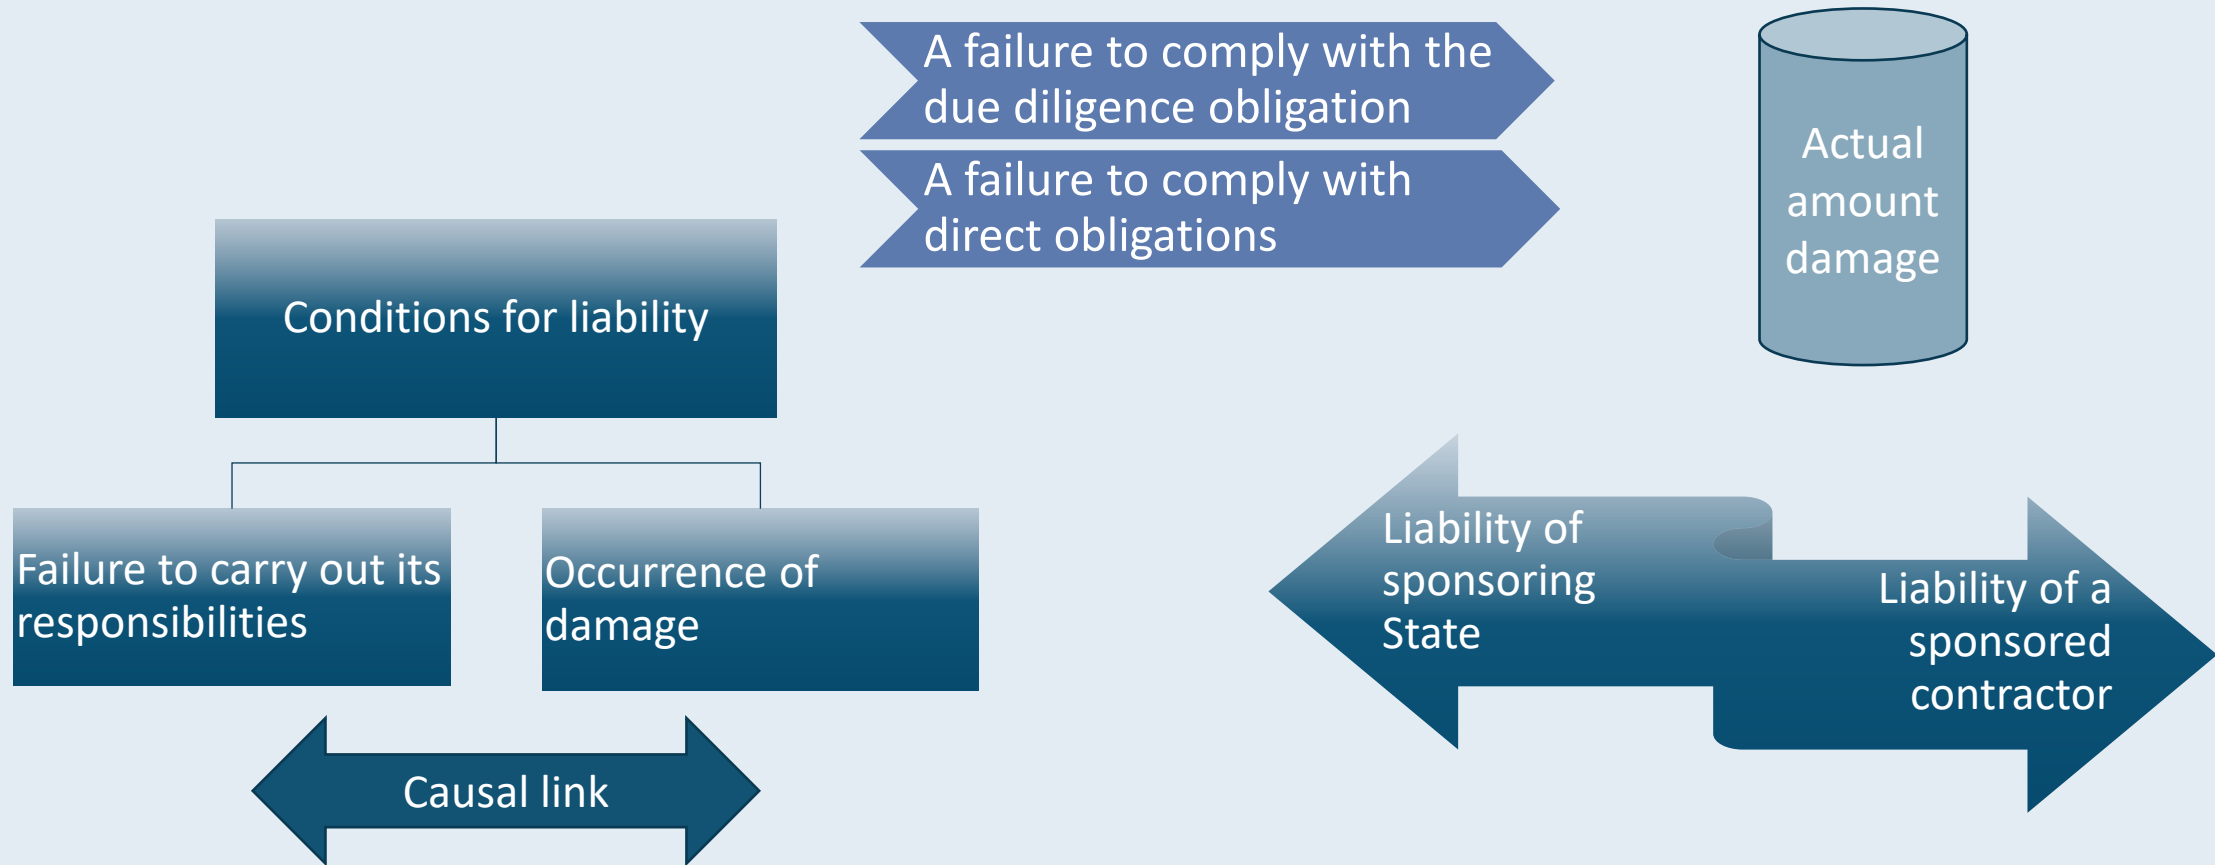 A failure to comply with the
due diligence obligation
A failure to comply with
direct obligations
Actual
amount
damage
Conditions for liability
Failure to carry out its
responsibilities
Occurrence of
damage
Causal link
Liability of
sponsoring
State
Liability of a
sponsored
contractor